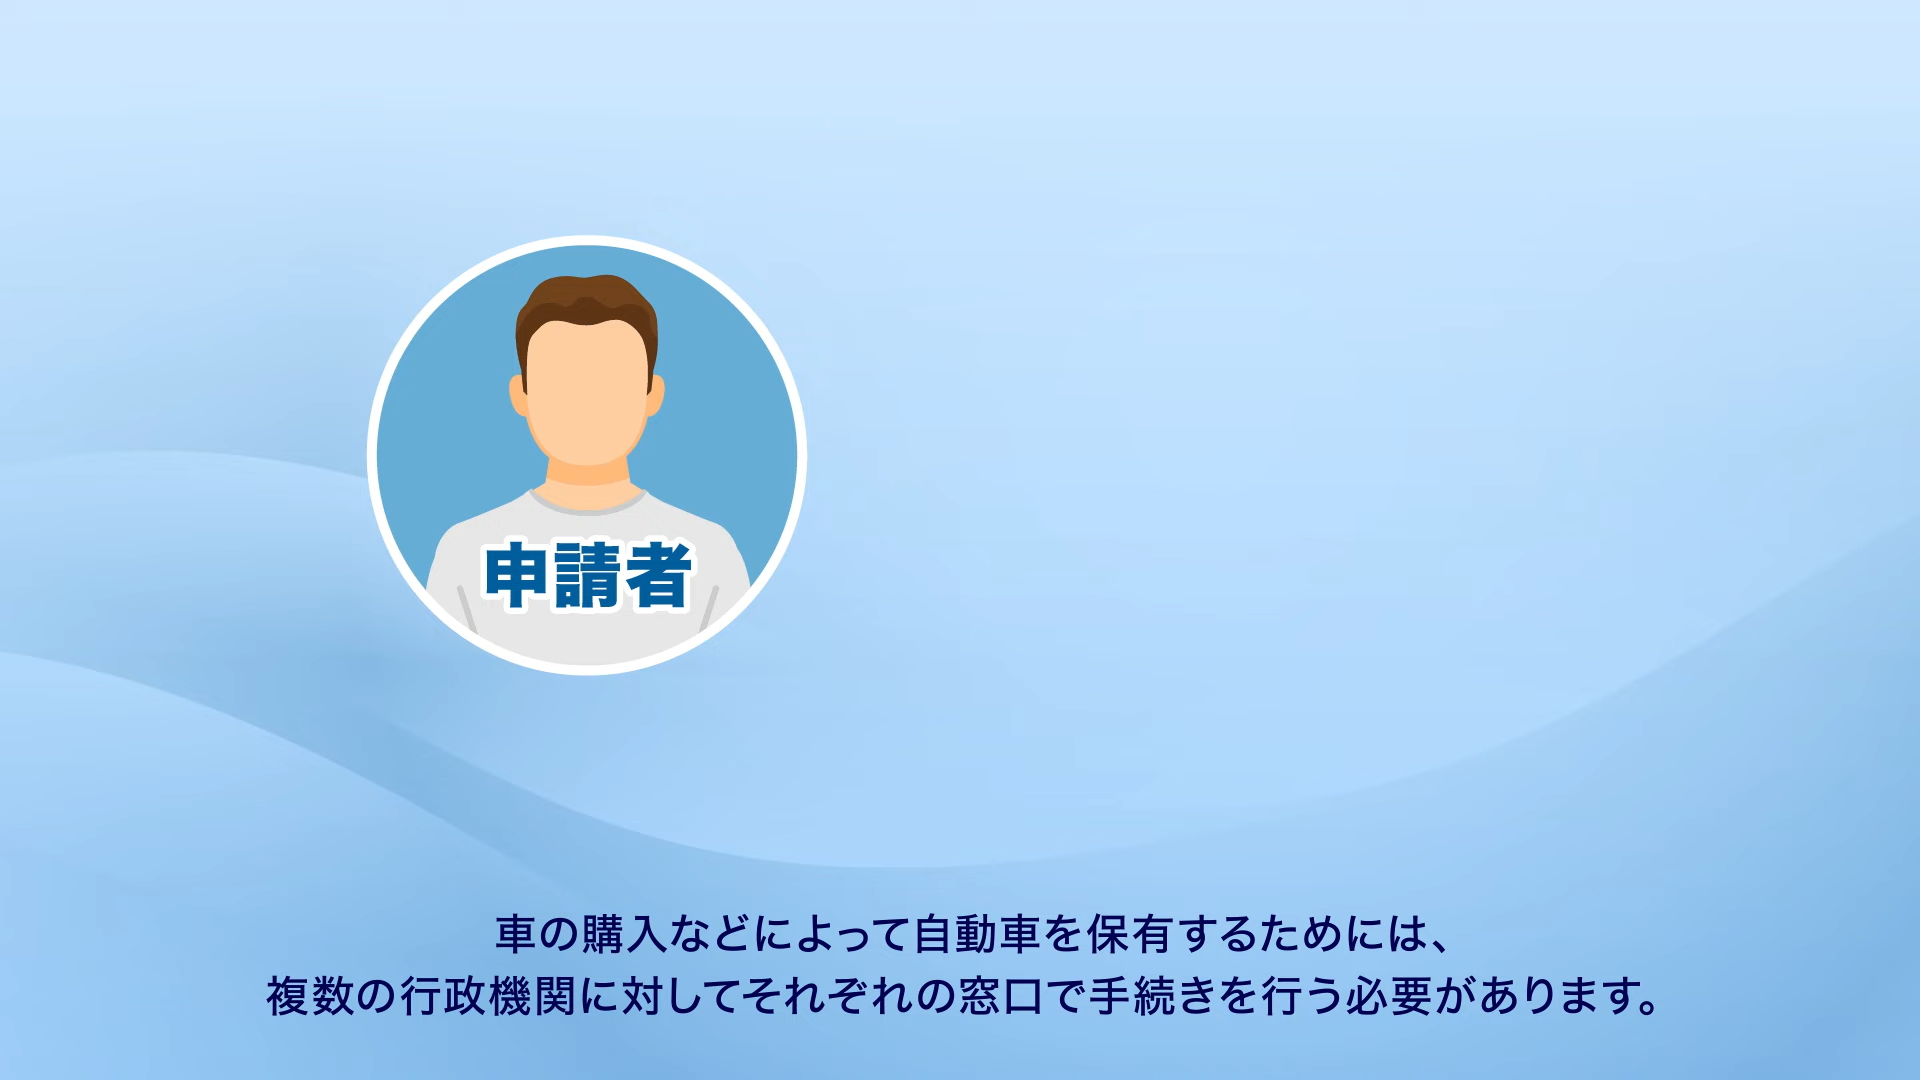 申請者
車の購入などによって自動車を保有するためには、
複数の行政機関に対してそれぞれの窓口で手続きを行う必要があります。